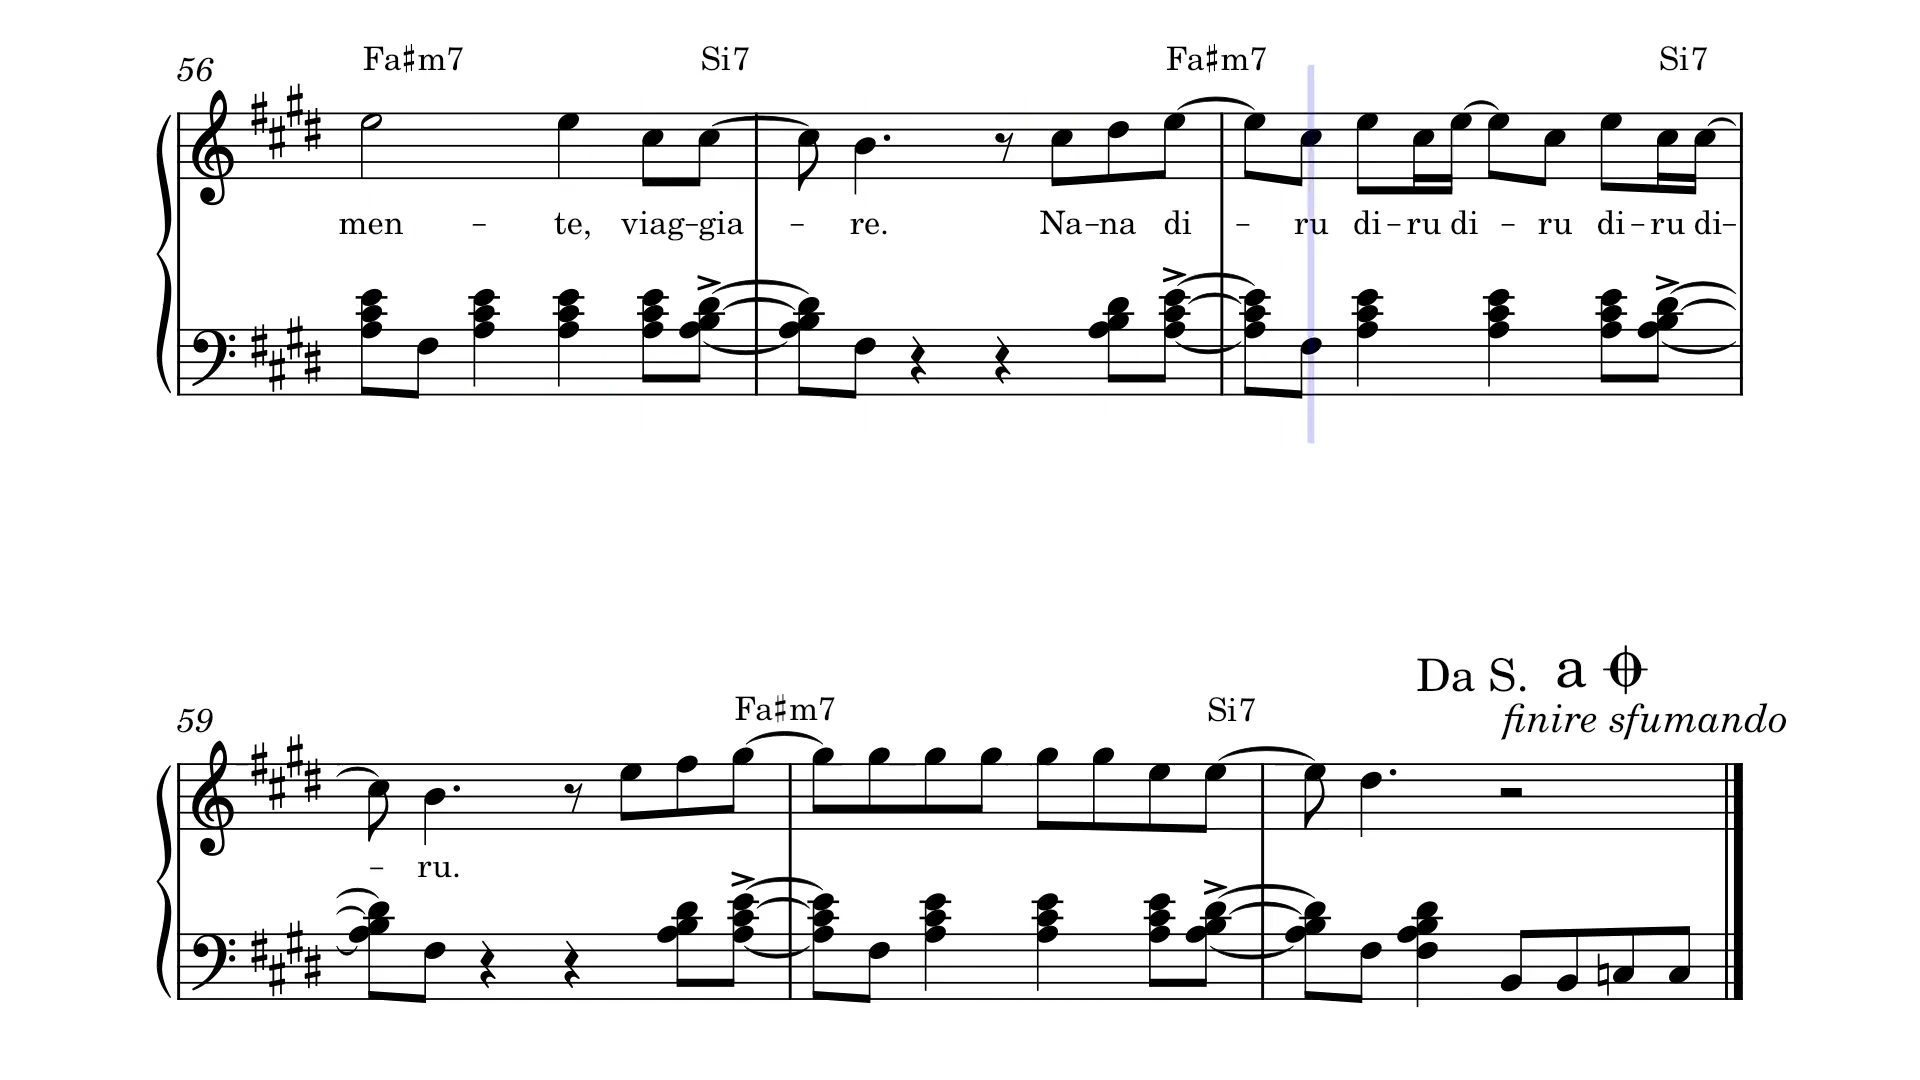 56 Fa♯m7 Si7 Fa♯m7 Si7
men - te, viag-gia - re. Na-na di - ru di-ru di - ru di-ru di-
Da S. a 𝄌
59 Fa♯m7 Si7 finire sfumando
- ru.